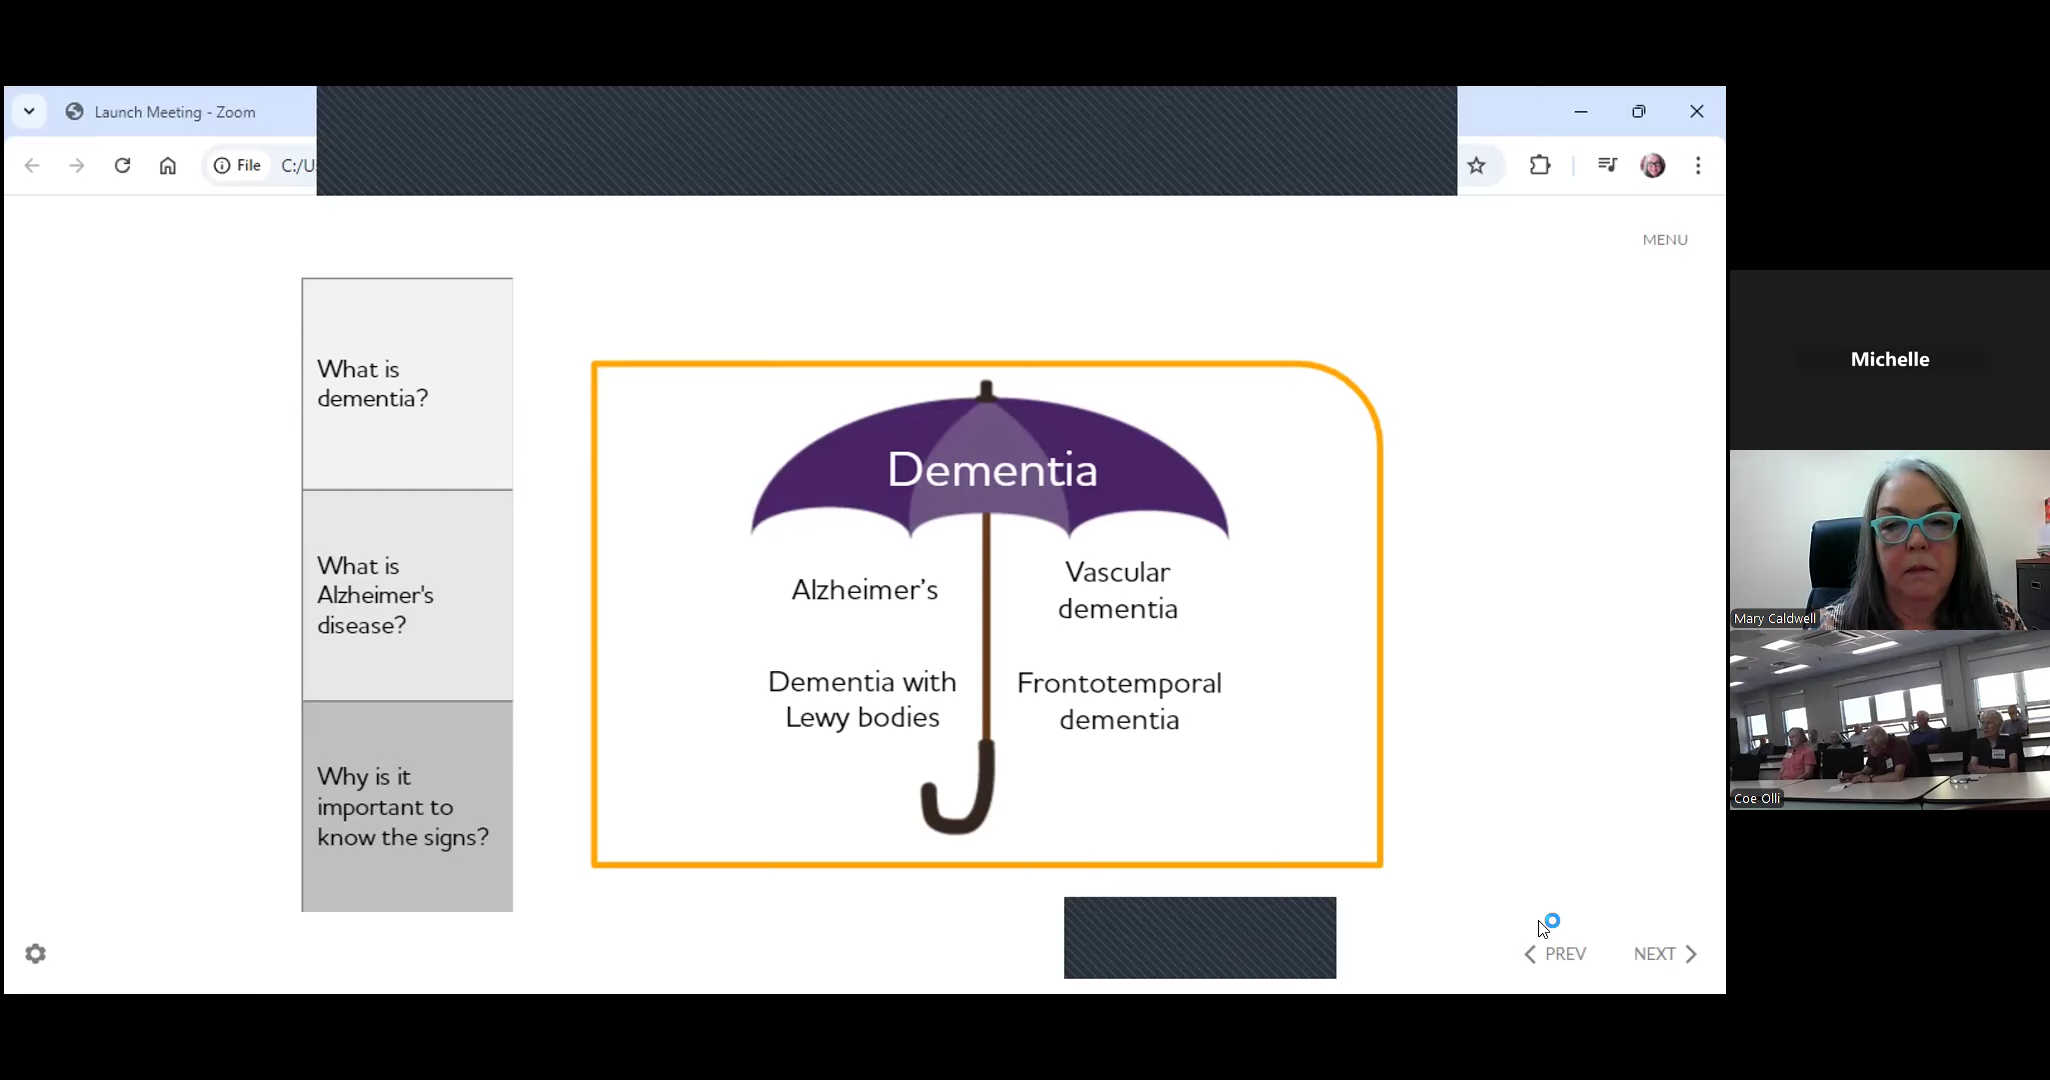 Launch Meeting - Zoom
File
C:/U
MENU
What is
dementia?
What is
Alzheimer's
disease?
Why is it
important to
know the signs?
Dementia
Alzheimer's
Vascular
dementia
Dementia with
Lewy bodies
Frontotemporal
dementia
PREV
NEXT
Michelle
Mary Caldwell
Coe Olli